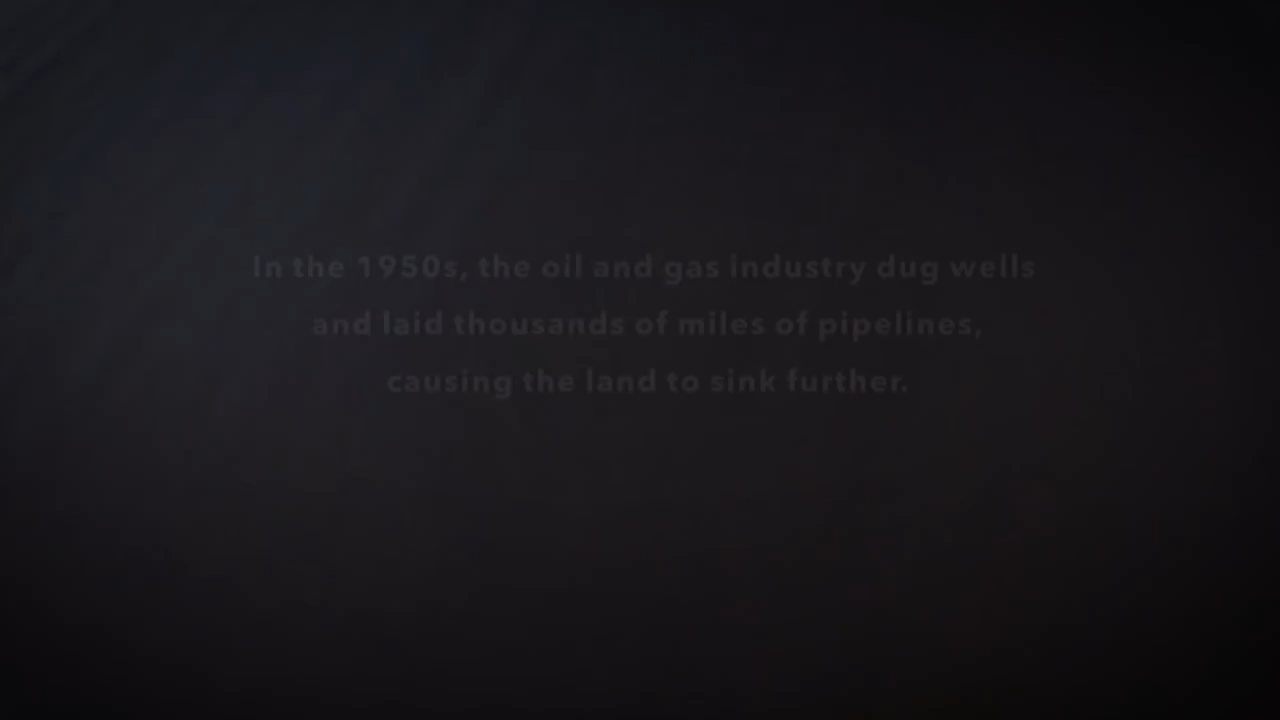 In the 1950s, the oil and gas industry dug wells
and laid thousands of miles of pipelines,
causing the land to sink further.